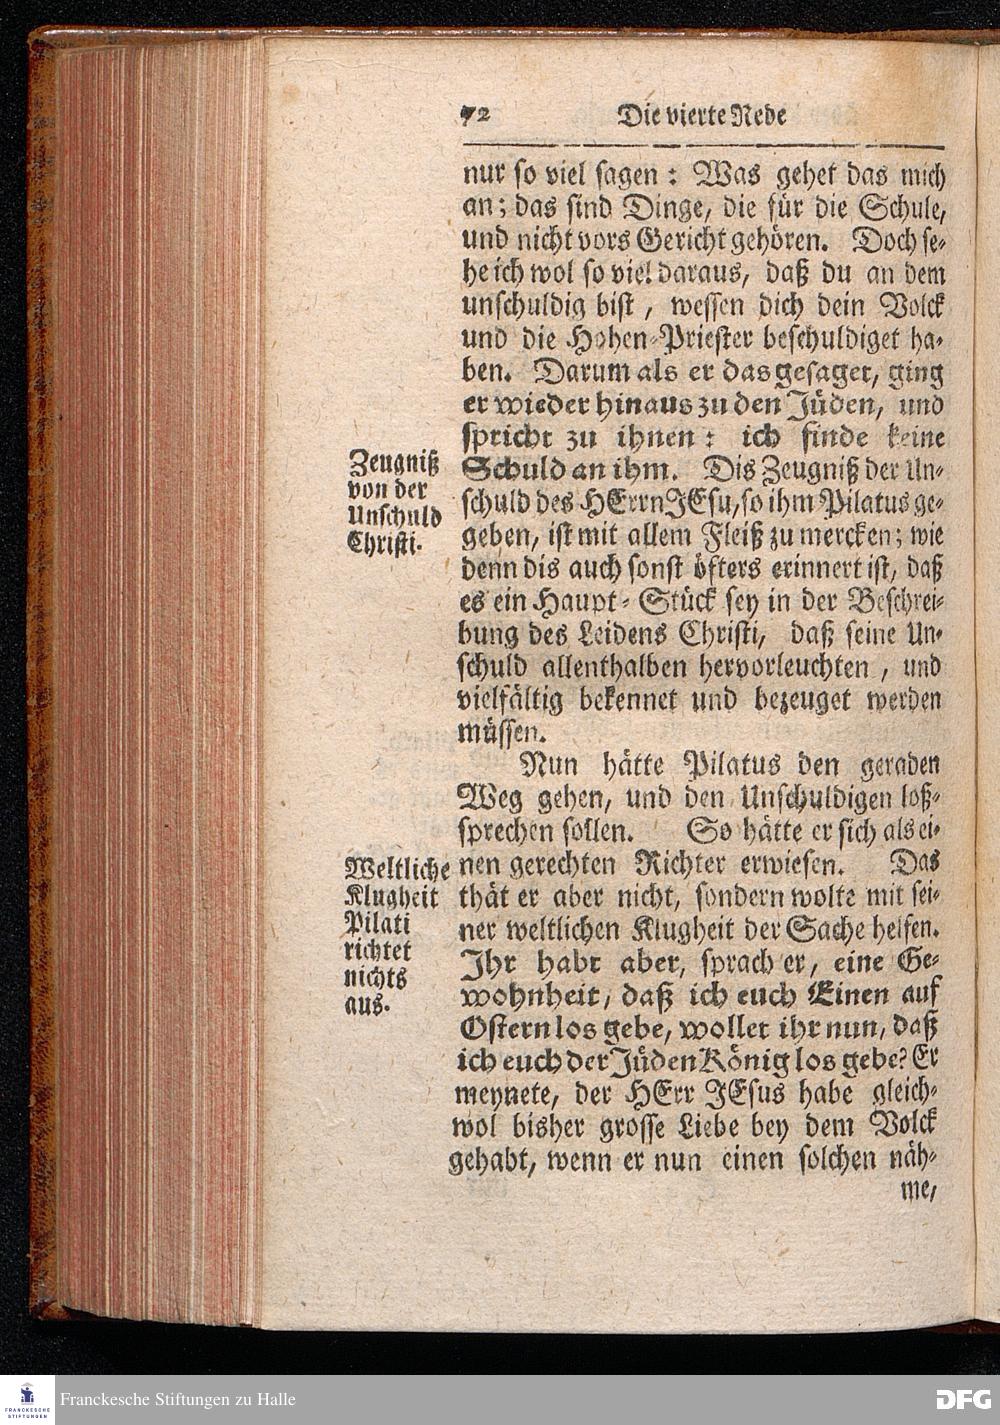 72 Die vierte Rede
nur so viel sagen: Was gehet das mich
an; das sind Dinge, die für die Schule,
und nicht vors Gericht gehören. Doch se-
he ich wol so viel daraus, daß du an dem
unschuldig bist, wessen dich dein Volck
und die Hohen-Priester beschuldiget ha-
ben. Darum als er das gesaget, ging
er wieder hinaus zu den Jüden, und
spricht zu ihnen: ich finde keine
Schuld an ihm. Dis Zeugniß der Un-
schuld des HErrn JEsu, so ihm Pilatus ge-
geben, ist mit allem Fleiß zu mercken; wie
denn dis auch sonst öfters erinnert ist, daß
es ein Haupt-Stück sey in der Beschrei-
bung des Leidens Christi, daß seine Un-
schuld allenthalben hervorleuchten, und
vielfältig bekennet und bezeuget werden
müssen.
Zeugniß
von der
Unschuld
Christi.
Nun hätte Pilatus den geraden
Weg gehen, und den Unschuldigen loß-
sprechen sollen. So hätte er sich als ei-
nen gerechten Richter erwiesen. Das
thät er aber nicht, sondern wolte mit sei-
ner weltlichen Klugheit der Sache helfen.
Ihr habt aber, sprach er, eine Ge-
wohnheit, daß ich euch Einen auf
Ostern los gebe, wollet ihr nun, daß
ich euch der Jüden König los gebe? Er
meynete, der HErr JEsus habe gleich-
wol bisher grosse Liebe bey dem Volck
gehabt, wenn er nun einen solchen näh-
me,
Weltliche
Klugheit
Pilati
richtet
nichts
aus.
FRANCKESCHE
STIFTUNGEN
Franckesche Stiftungen zu Halle
DFG